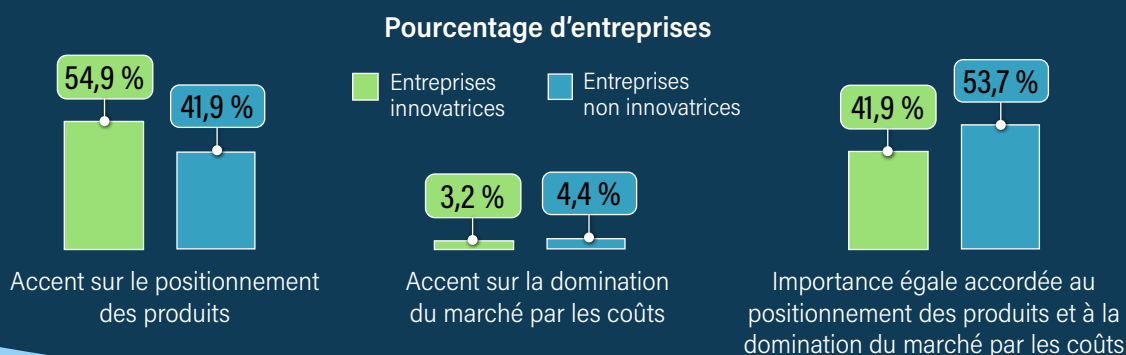 Pourcentage d'entreprises
54,9 %
41,9 %
Entreprises
innovatrices
Entreprises
non innovatrices
3,2 %
4,4 %
41,9 %
53,7 %
Accent sur le positionnement
des produits
Accent sur la domination
du marché par les coûts
Importance égale accordée au
positionnement des produits et à la
domination du marché par les coûts